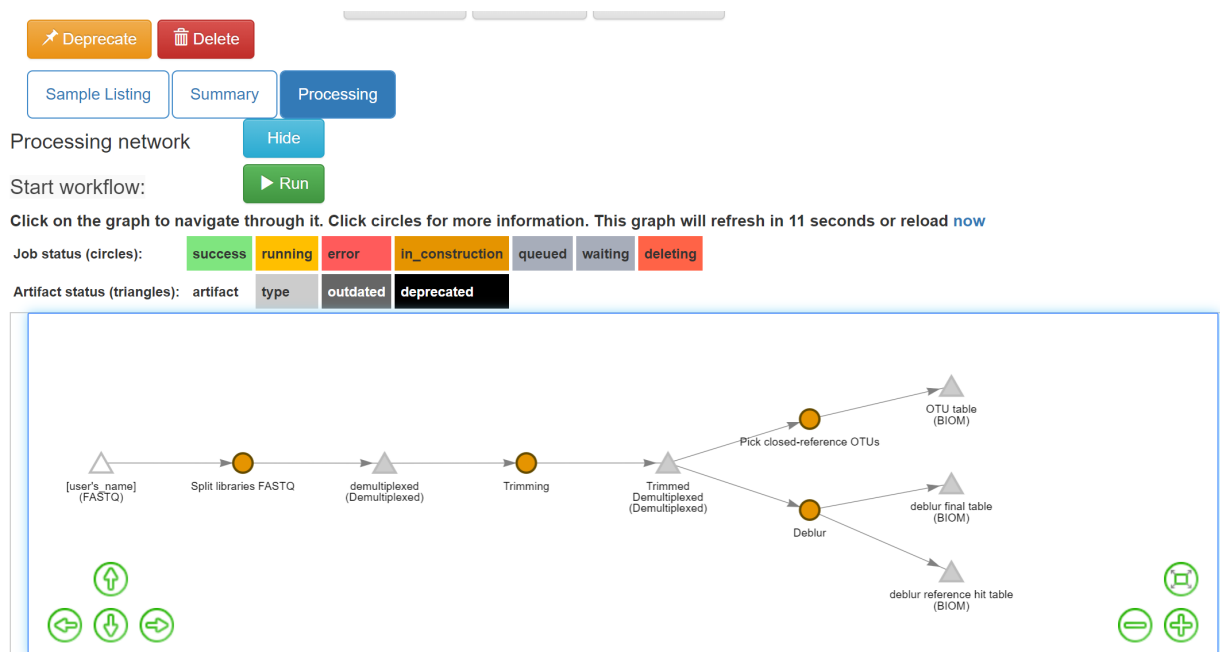 Deprecate Delete
Sample Listing Summary Processing
Processing network Hide
Start workflow: Run
Click on the graph to navigate through it. Click circles for more information. This graph will refresh in 11 seconds or reload now
Job status (circles): success running error in_construction queued waiting deleting
Artifact status (triangles): artifact type outdated deprecated
OTU table
(BIOM)
Pick closed-reference OTUs
[user's_name]
(FASTQ)
Split libraries FASTQ
demultiplexed
(Demultiplexed)
Trimming
Trimmed
Demultiplexed
(Demultiplexed)
deblur final table
(BIOM)
Deblur
deblur reference hit table
(BIOM)